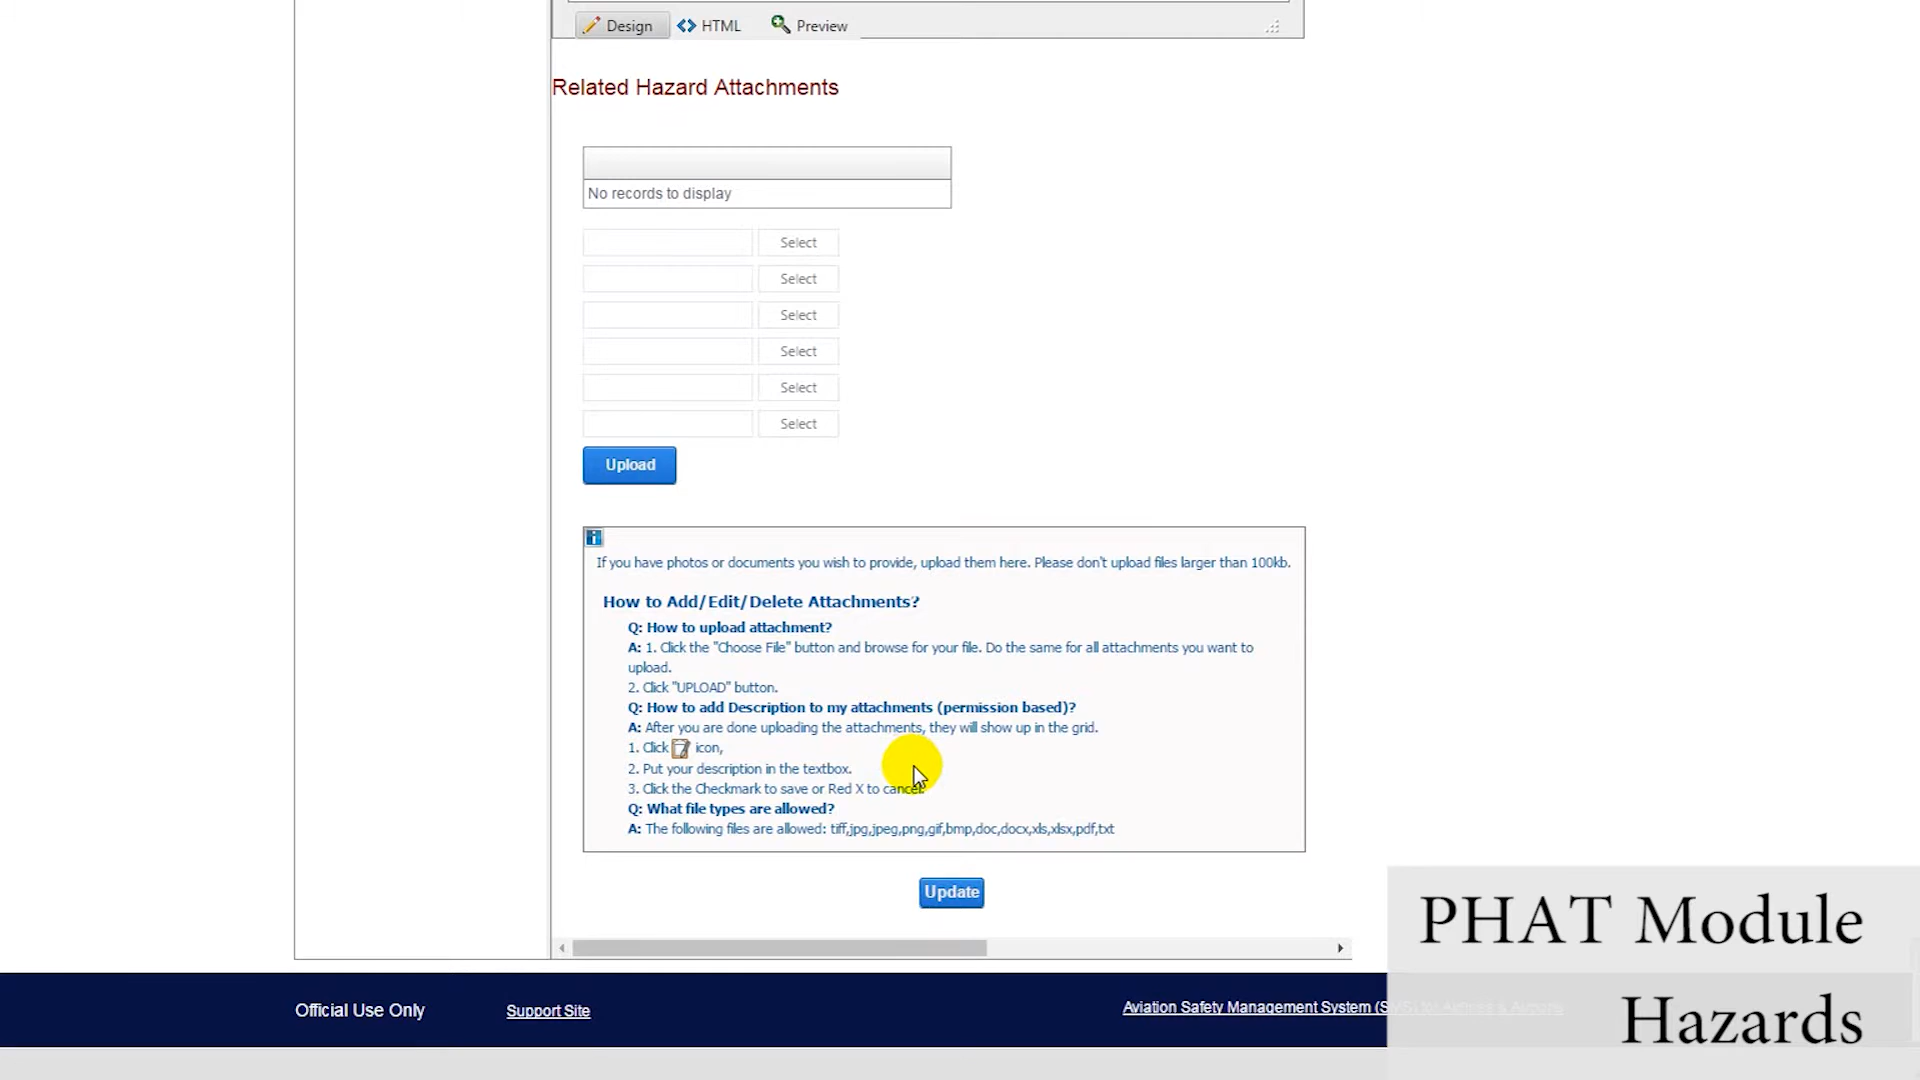 Design HTML Preview
Related Hazard Attachments
No records to display
Select
Select
Select
Select
Select
Select
Upload
If you have photos or documents you wish to provide, upload them here. Please don't upload files larger than 100kb.
How to Add/Edit/Delete Attachments?
Q: How to upload attachment?
A: 1. Click the "Choose File" button and browse for your file. Do the same for all attachments you want to
upload.
2. Click "UPLOAD" button.
Q: How to add Description to my attachments (permission based)?
A: After you are done uploading the attachments, they will show up in the grid.
1. Click icon,
2. Put your description in the textbox.
3. Click the Checkmark to save or Red X to cancel.
Q: What file types are allowed?
A: The following files are allowed: tiff,jpg,jpeg,png,gif,bmp,doc,docx,xls,xlsx,pdf,txt
Update
PHAT Module
Official Use Only Support Site Aviation Safety Management System (SMS) for Airlines & Airports
Hazards